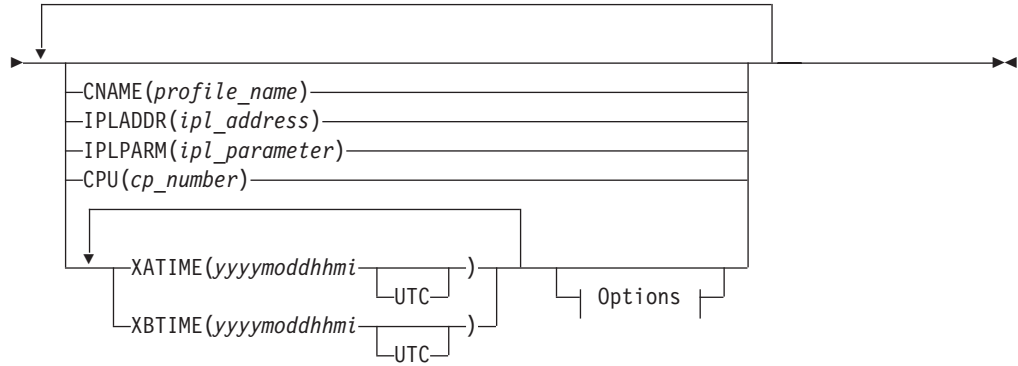 CNAME(profile_name)
IPLADDR(ipl_address)
IPLPARM(ipl_parameter)
CPU(cp_number)
XATIME(yyyymoddhhmi )
UTC
Options
XBTIME(yyyymoddhhmi )
UTC